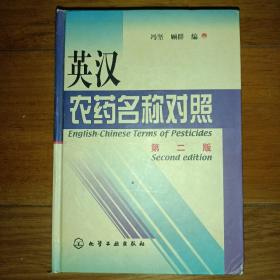 冯坚 顾群 编
英汉
农药名称对照
English-Chinese Terms of Pesticides
第二版
Second edition
化学工业出版社